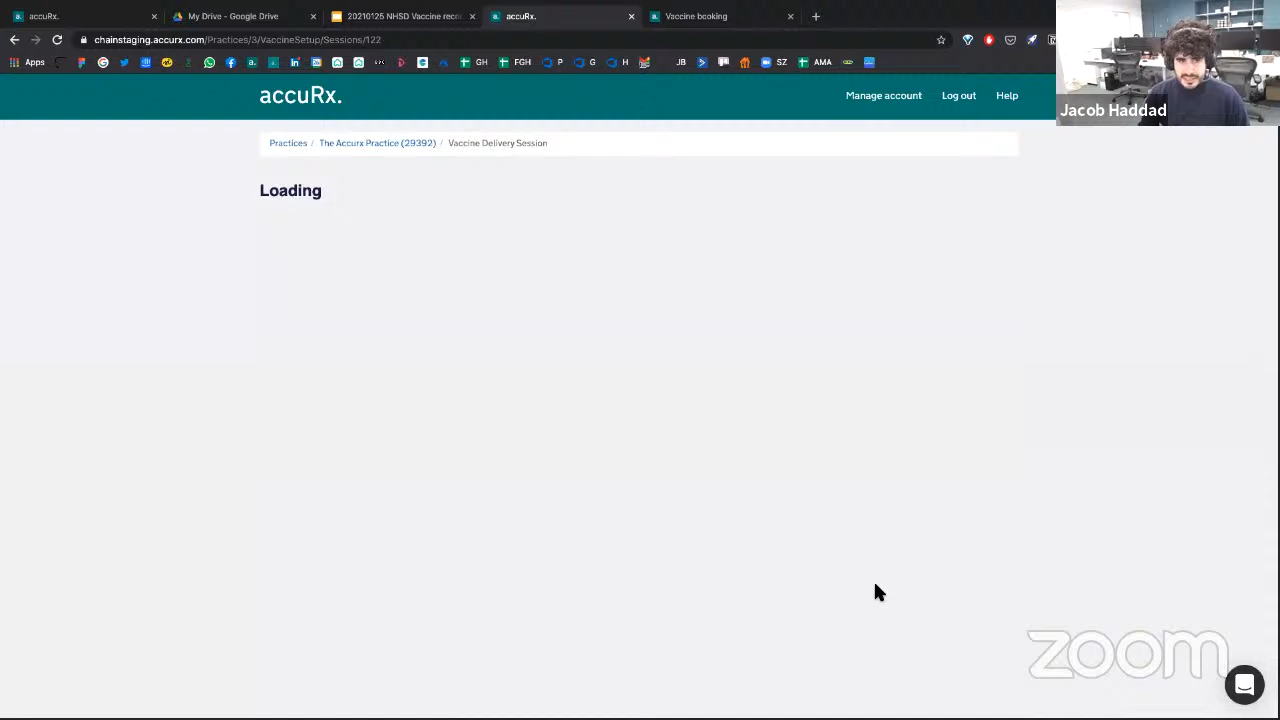 accuRx.
My Drive - Google Drive
20210125 NHSD Vaccine recor
accuRx.
Vaccine booking
chainstaging.accurx.com/Practices/3/VaccineSetup/Sessions/122
Apps
GH
FGH
P
G
H
JB
SZ
AMA
accuRx.
Manage account
Log out
Help
Jacob Haddad
Practices / The Accurx Practice (29392) / Vaccine Delivery Session
Loading
zoom